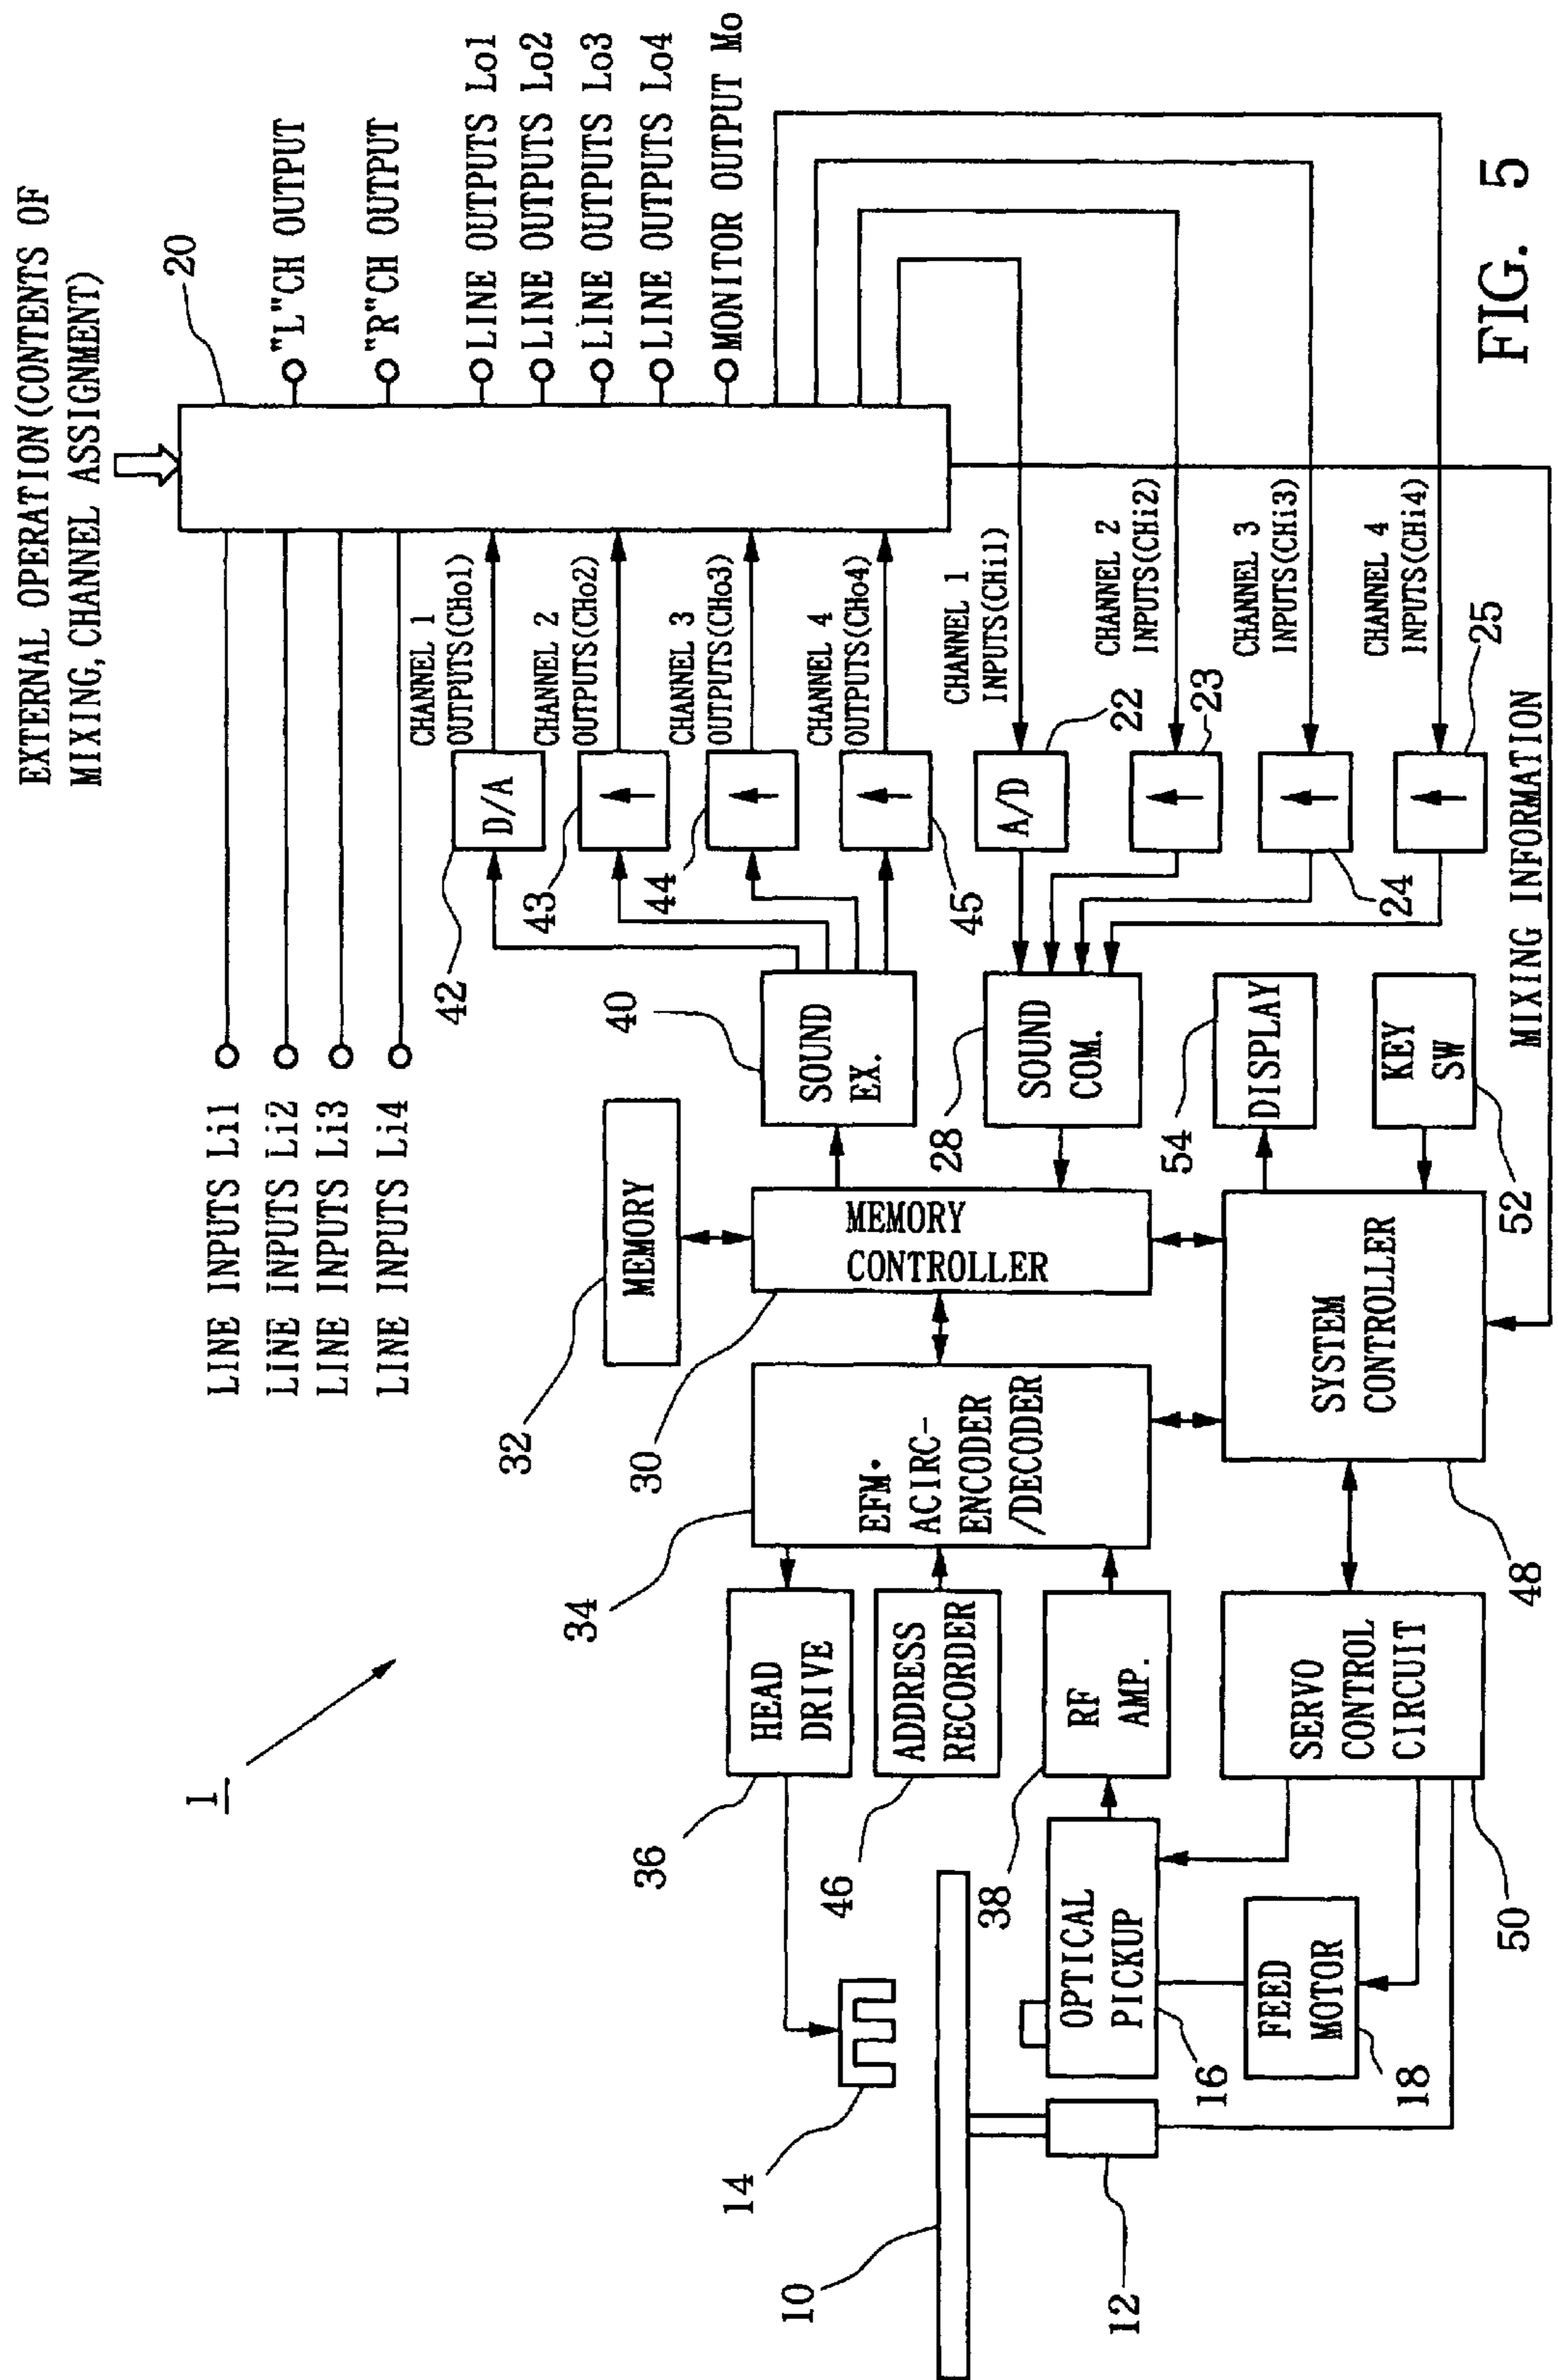 EXTERNAL OPERATION(CONTENTS OF
MIXING,CHANNEL ASSIGNMENT)
20
1
LINE INPUTS Li1
LINE INPUTS Li2
LINE INPUTS Li3
LINE INPUTS Li4
"L"CH OUTPUT
"R"CH OUTPUT
LINE OUTPUTS Lo1
LINE OUTPUTS Lo2
LINE OUTPUTS Lo3
LINE OUTPUTS Lo4
MONITOR OUTPUT Mo
CHANNEL 1
OUTPUTS(CHo1)
CHANNEL 2
OUTPUTS(CHo2)
CHANNEL 3
OUTPUTS(CHo3)
CHANNEL 4
OUTPUTS(CHo4)
D/A
42
43
44
45
CHANNEL 1
INPUTS(CHi1)
CHANNEL 2
INPUTS(CHi2)
CHANNEL 3
INPUTS(CHi3)
CHANNEL 4
INPUTS(CHi4)
A/D
22
23
24
25
32
MEMORY
40
SOUND
EX.
28
SOUND
COM.
30
MEMORY
CONTROLLER
34
EFM•
ACIRC-
ENCODER
/DECODER
36
HEAD
DRIVE
46
ADDRESS
RECORDER
38
RF
AMP.
14
10
12
OPTICAL
PICKUP
16
FEED
MOTOR
18
SERVO
CONTROL
CIRCUIT
50
SYSTEM
CONTROLLER
48
54
DISPLAY
KEY
SW
52
MIXING INFORMATION
FIG. 5